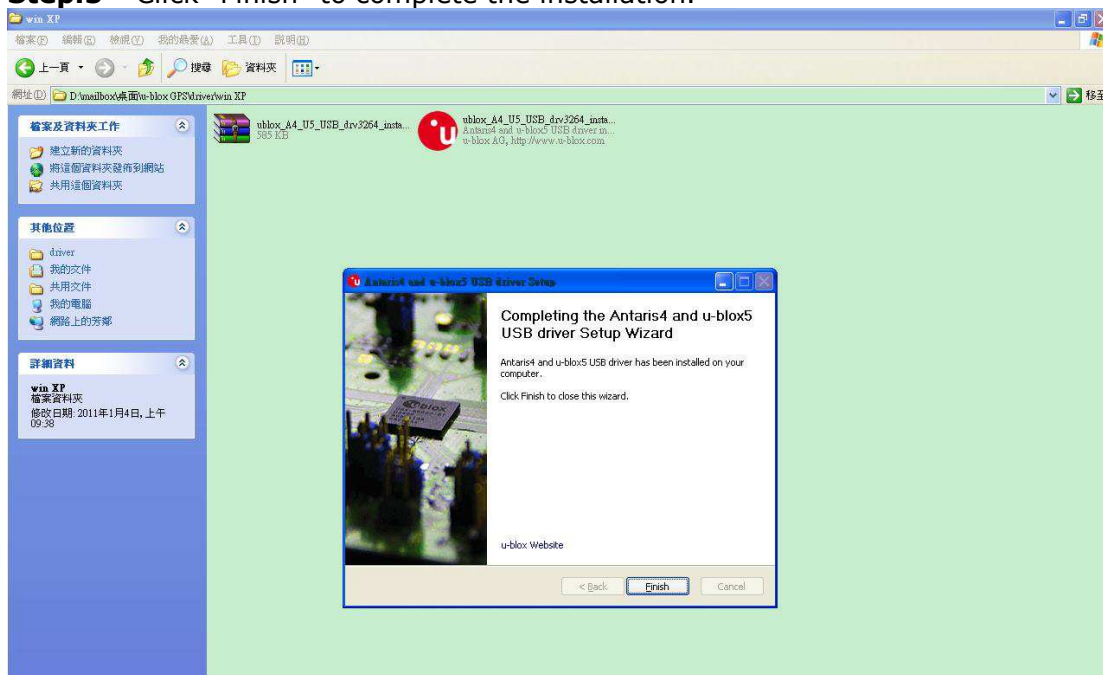 Step.5 Click "Finish" to complete the installation.
win XP
檔案(F) 編輯(E) 檢視(V) 我的最愛(A) 工具(T) 說明(H)
上一頁 搜尋 資料夾
網址(D) D:\mailbox\桌面\u-blox GPS\driver\win XP 移至
檔案及資料夾工作
建立新的資料夾
將這個資料夾發佈到網站
共用這個資料夾
其他位置
driver
我的文件
共用文件
我的電腦
網路上的芳鄰
詳細資料
win XP
檔案資料夾
修改日期: 2011年1月4日, 上午
09:38
ublox_A4_U5_USB_drv3264_insta...
585 KB
ublox_A4_U5_USB_drv3264_insta...
Antaris4 and u-blox5 USB driver in...
u-blox AG, http://www.u-blox.com
Antaris4 and u-blox5 USB driver Setup
Completing the Antaris4 and u-blox5
USB driver Setup Wizard
Antaris4 and u-blox5 USB driver has been installed on your
computer.
Click Finish to close this wizard.
ublox
u-blox Website
< Back Finish Cancel